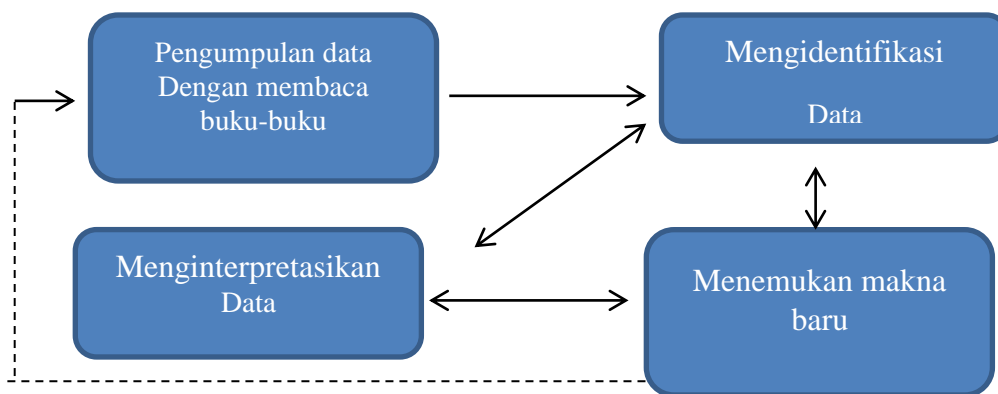 Pengumpulan data
Dengan membaca
buku-buku
Mengidentifikasi
Data
Menginterpretasikan
Data
Menemukan makna
baru